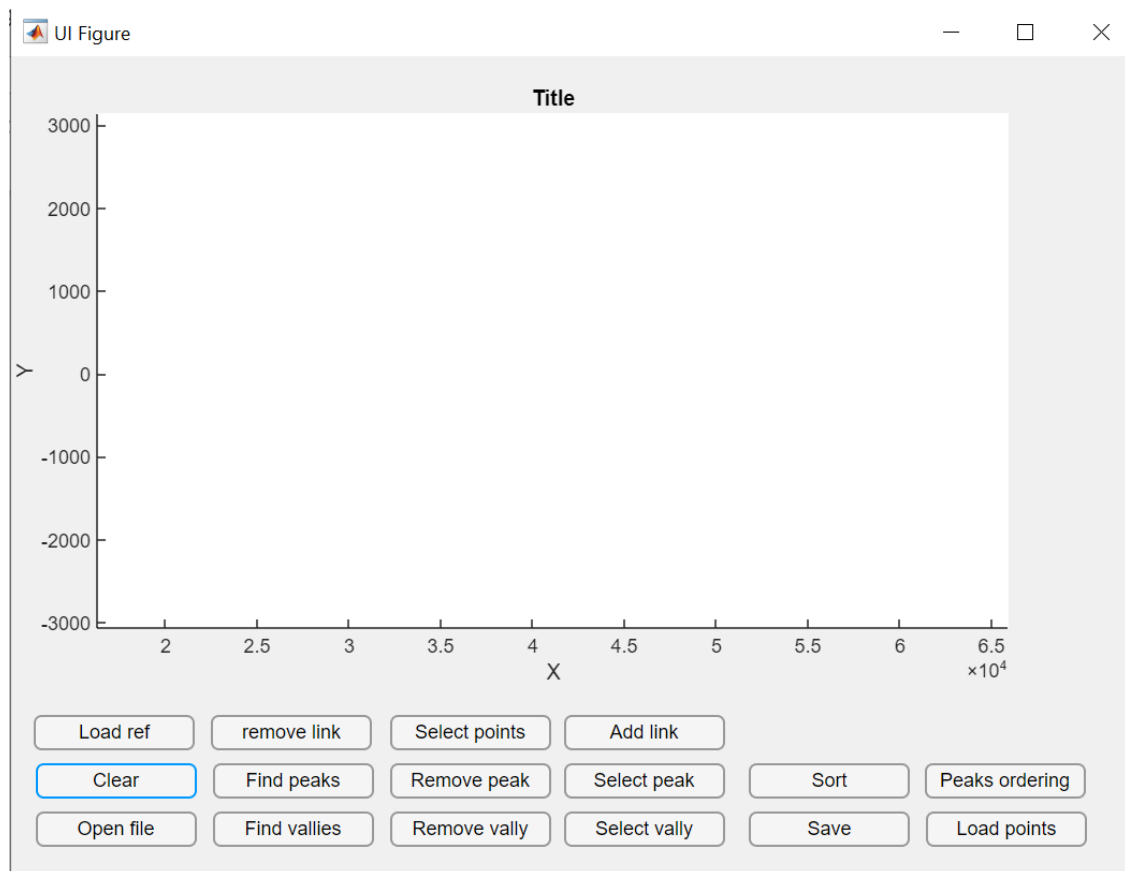 UI Figure
Title
3000
2000
1000
0
-1000
-2000
-3000
Y
2 2.5 3 3.5 4 4.5 5 5.5 6 6.5
X ×10⁴
Load ref remove link Select points Add link
Clear Find peaks Remove peak Select peak Sort Peaks ordering
Open file Find vallies Remove vally Select vally Save Load points